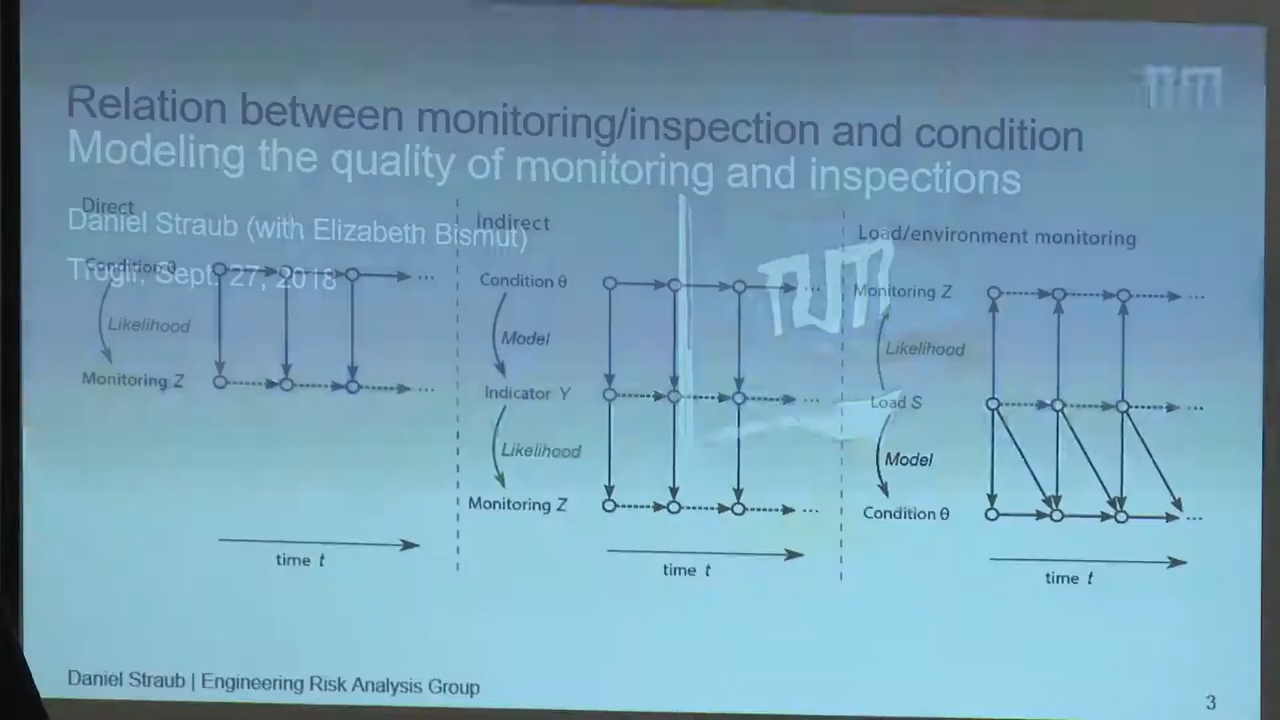 Relation between monitoring/inspection and condition
Modeling the quality of monitoring and inspections
Daniel Straub (with Elizabeth Bismut)
Trogir, Sept. 27, 2018
TUM
Direct
Condition θ
Likelihood
Monitoring Z
...
...
time t
Indirect
Condition θ
Model
Indicator Y
Likelihood
Monitoring Z
...
...
...
time t
TUM
Load/environment monitoring
Monitoring Z
Likelihood
Load S
Model
Condition θ
...
...
...
time t
Daniel Straub | Engineering Risk Analysis Group
3